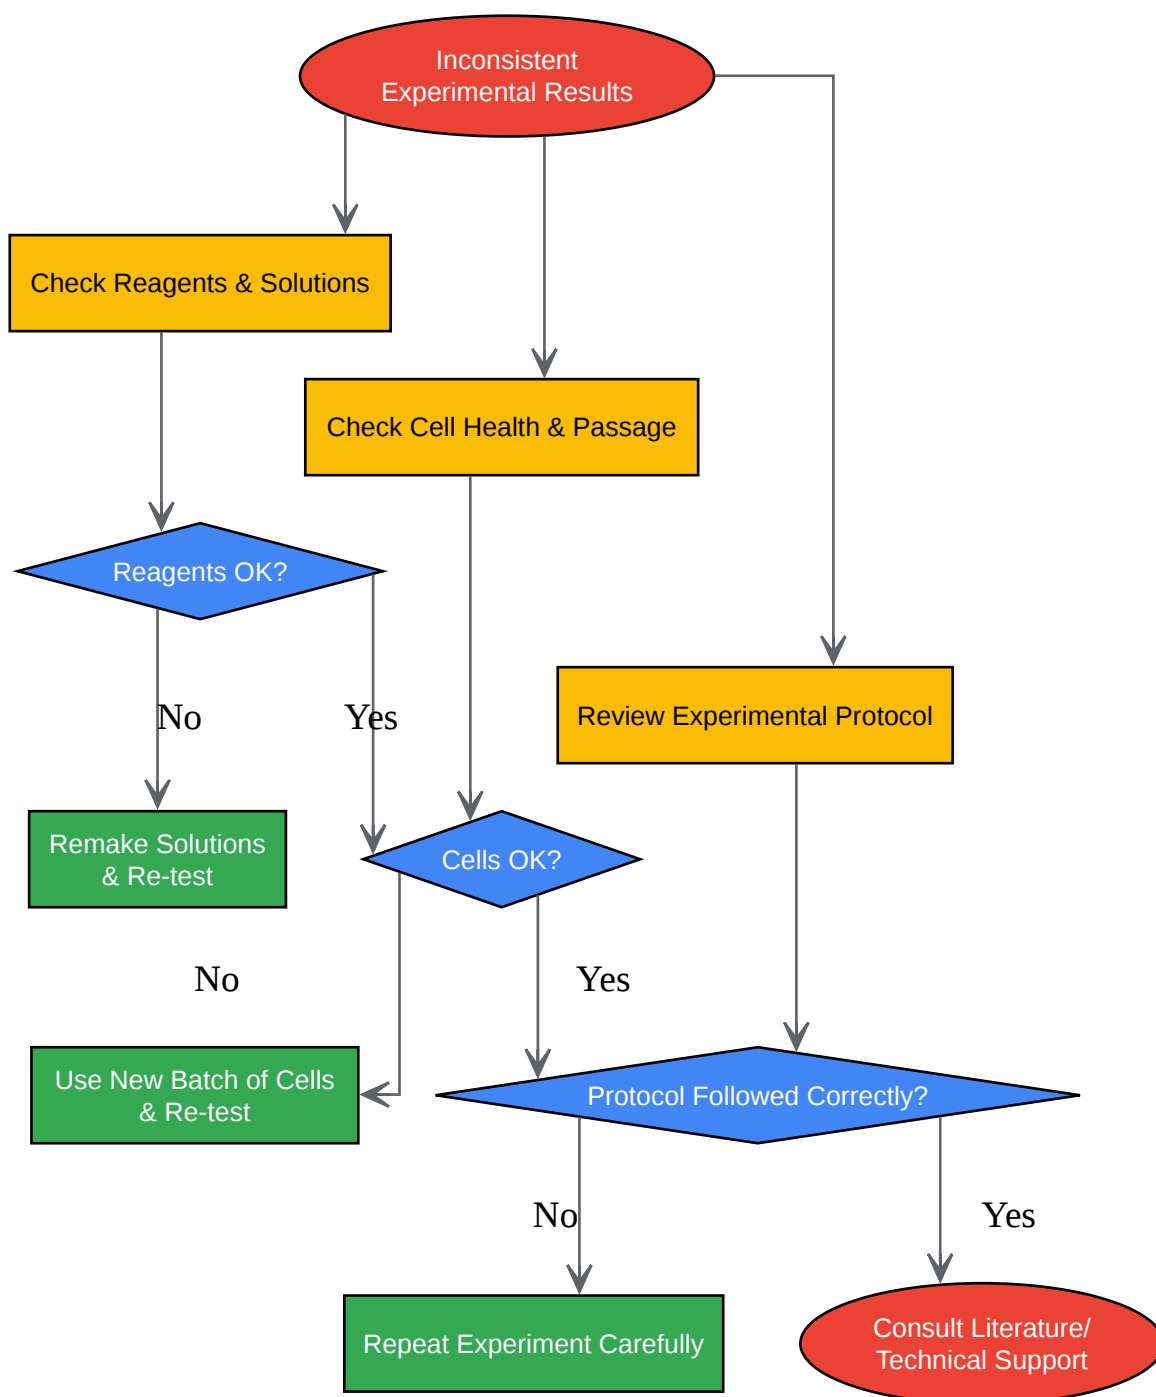 Inconsistent
Experimental Results
Check Reagents & Solutions
Check Cell Health & Passage
Reagents OK?
No
Yes
Review Experimental Protocol
Remake Solutions
& Re-test
Cells OK?
No
Yes
Use New Batch of Cells
& Re-test
Protocol Followed Correctly?
No
Yes
Repeat Experiment Carefully
Consult Literature/
Technical Support